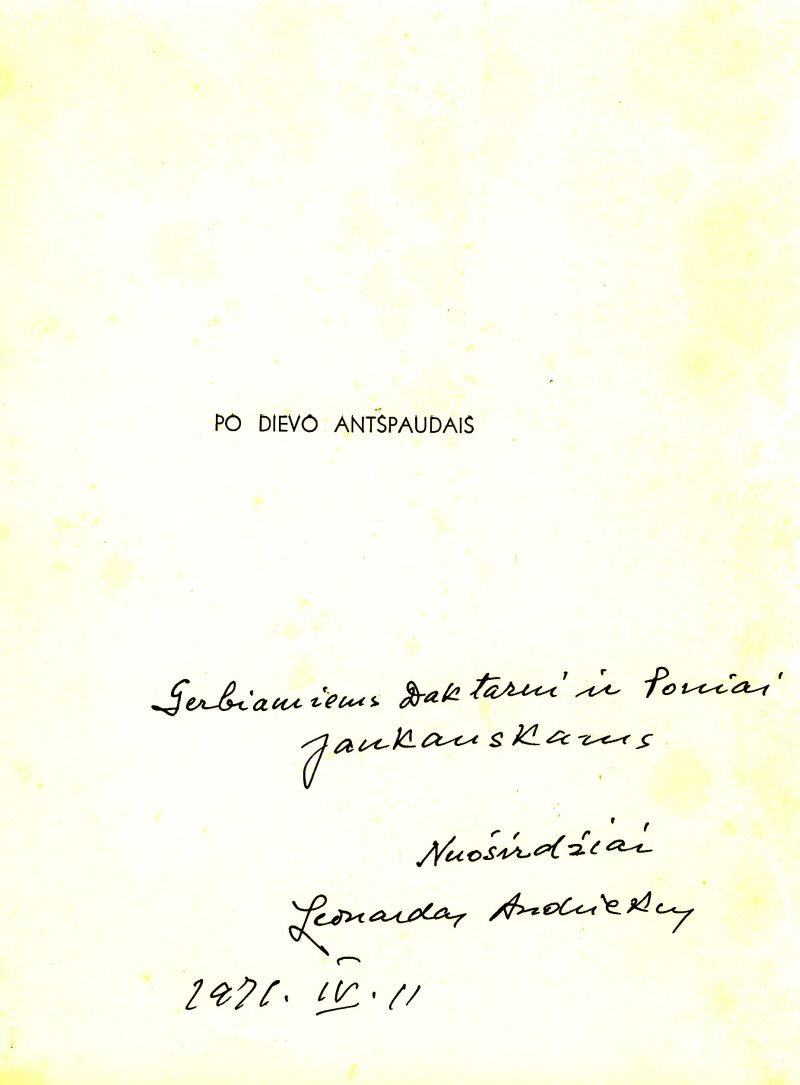 PO DIEVO ANTSPAUDAIS
Gerbiamiems Daktarui ir Poniai
Jankauskams
Nuoširdžiai
Leonardas Andriekus
1971. IV. 11